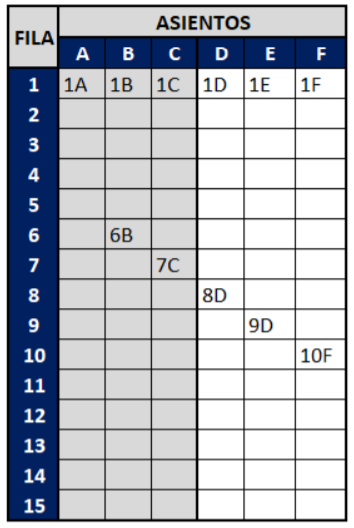 FILA ASIENTOS
A B C D E F
1 1A 1B 1C 1D 1E 1F
2
3
4
5
6 6B
7 7C
8 8D
9 9D
10 10F
11
12
13
14
15